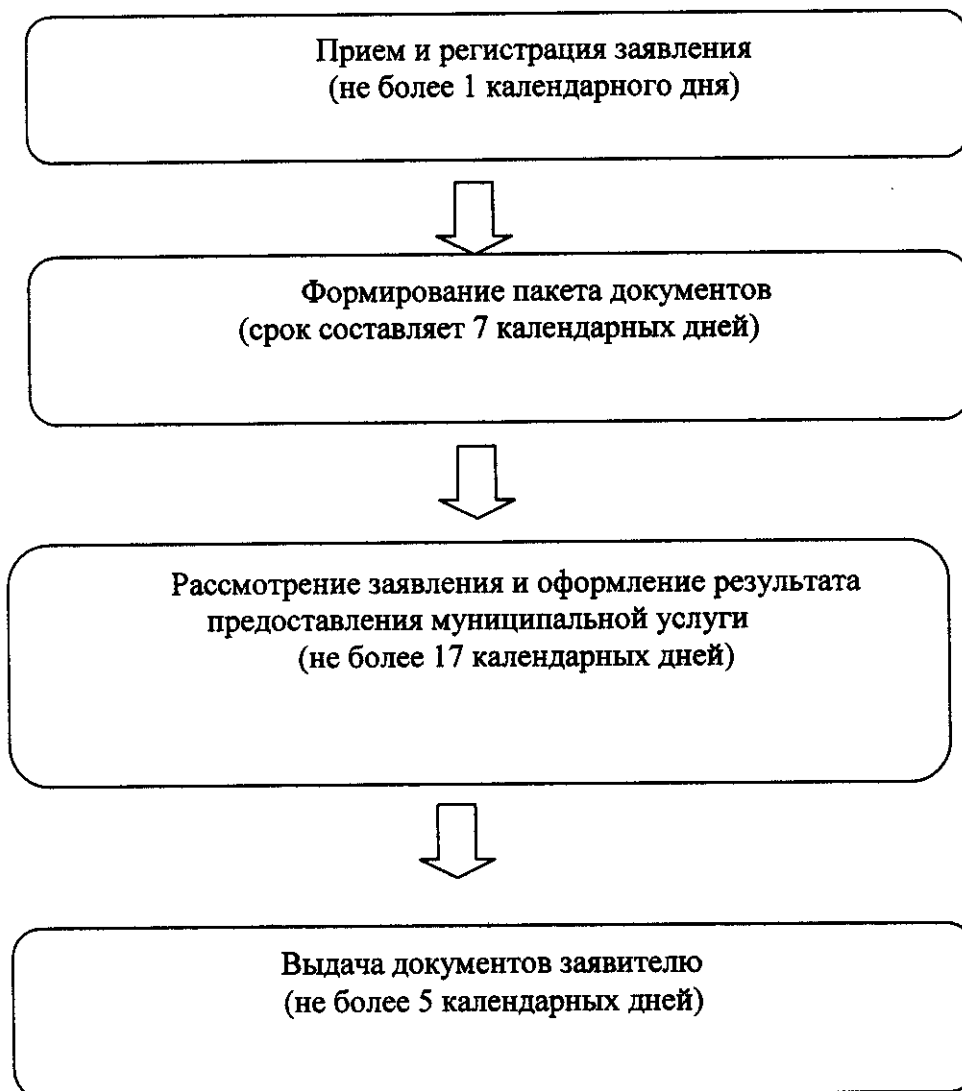 Прием и регистрация заявления
(не более 1 календарного дня)
Формирование пакета документов
(срок составляет 7 календарных дней)
Рассмотрение заявления и оформление результата
предоставления муниципальной услуги
(не более 17 календарных дней)
Выдача документов заявителю
(не более 5 календарных дней)